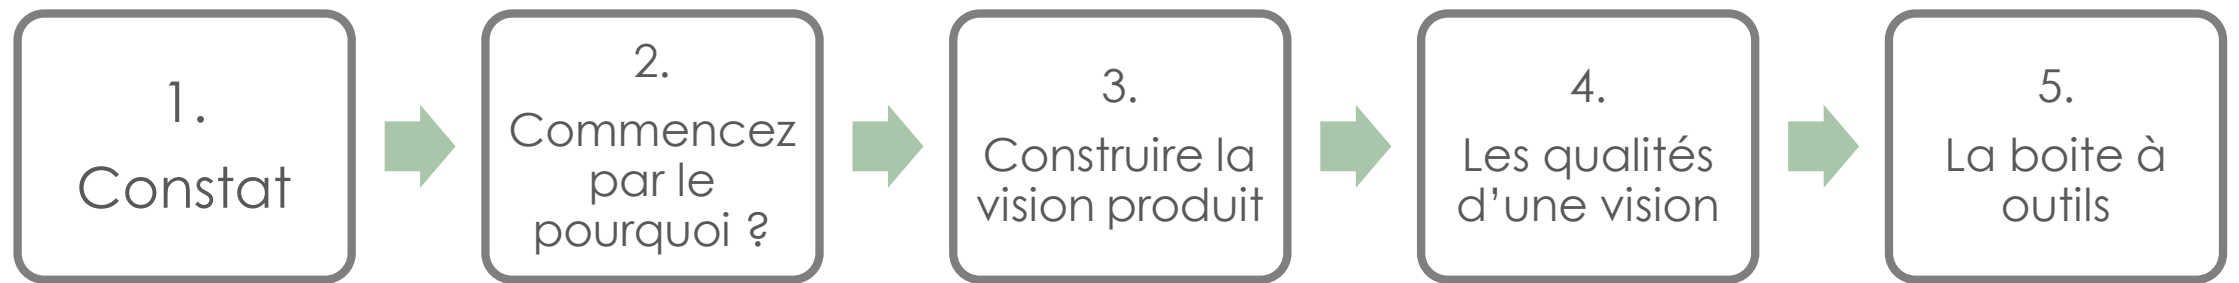 1.
Constat
2.
Commencez
par le
pourquoi ?
3.
Construire la
vision produit
4.
Les qualités
d’une vision
5.
La boite à
outils